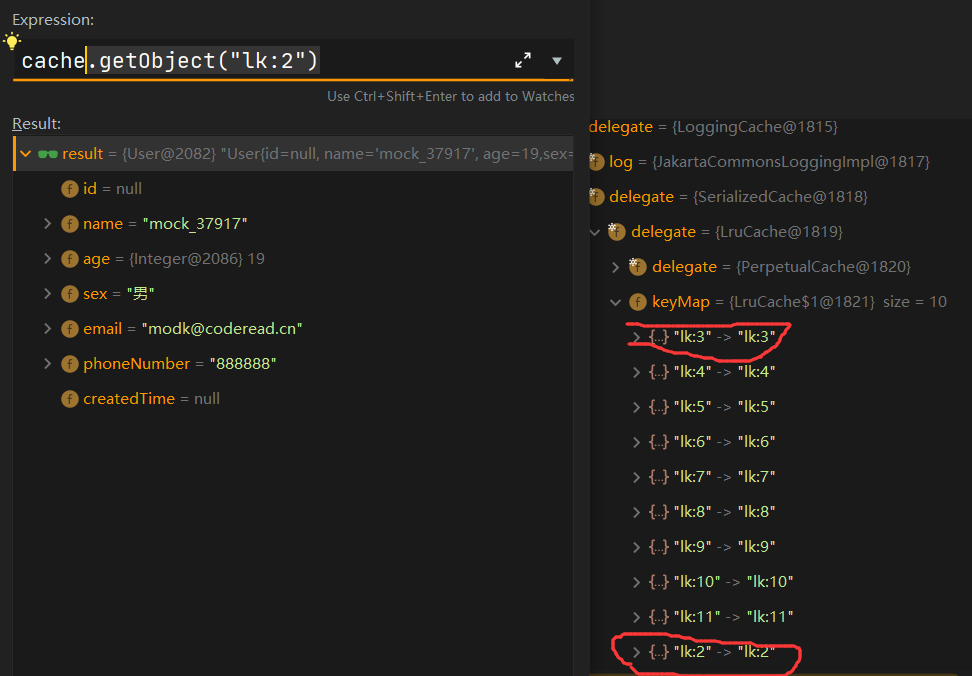 Expression:
cache.getObject("lk:2")
Use Ctrl+Shift+Enter to add to Watches
Result:
result = {User@2082} "User{id=null, name='mock_37917', age=19,sex=
f id = null
f name = "mock_37917"
f age = {Integer@2086} 19
f sex = "男"
f email = "modk@coderead.cn"
f phoneNumber = "888888"
f createdTime = null
delegate = {LoggingCache@1815}
f log = {JakartaCommonsLoggingImpl@1817}
f delegate = {SerializedCache@1818}
f delegate = {LruCache@1819}
f delegate = {PerpetualCache@1820}
f keyMap = {LruCache$1@1821} size = 10
{...} "lk:3" -> "lk:3"
{...} "lk:4" -> "lk:4"
{...} "lk:5" -> "lk:5"
{...} "lk:6" -> "lk:6"
{...} "lk:7" -> "lk:7"
{...} "lk:8" -> "lk:8"
{...} "lk:9" -> "lk:9"
{...} "lk:10" -> "lk:10"
{...} "lk:11" -> "lk:11"
{...} "lk:2" -> "lk:2"